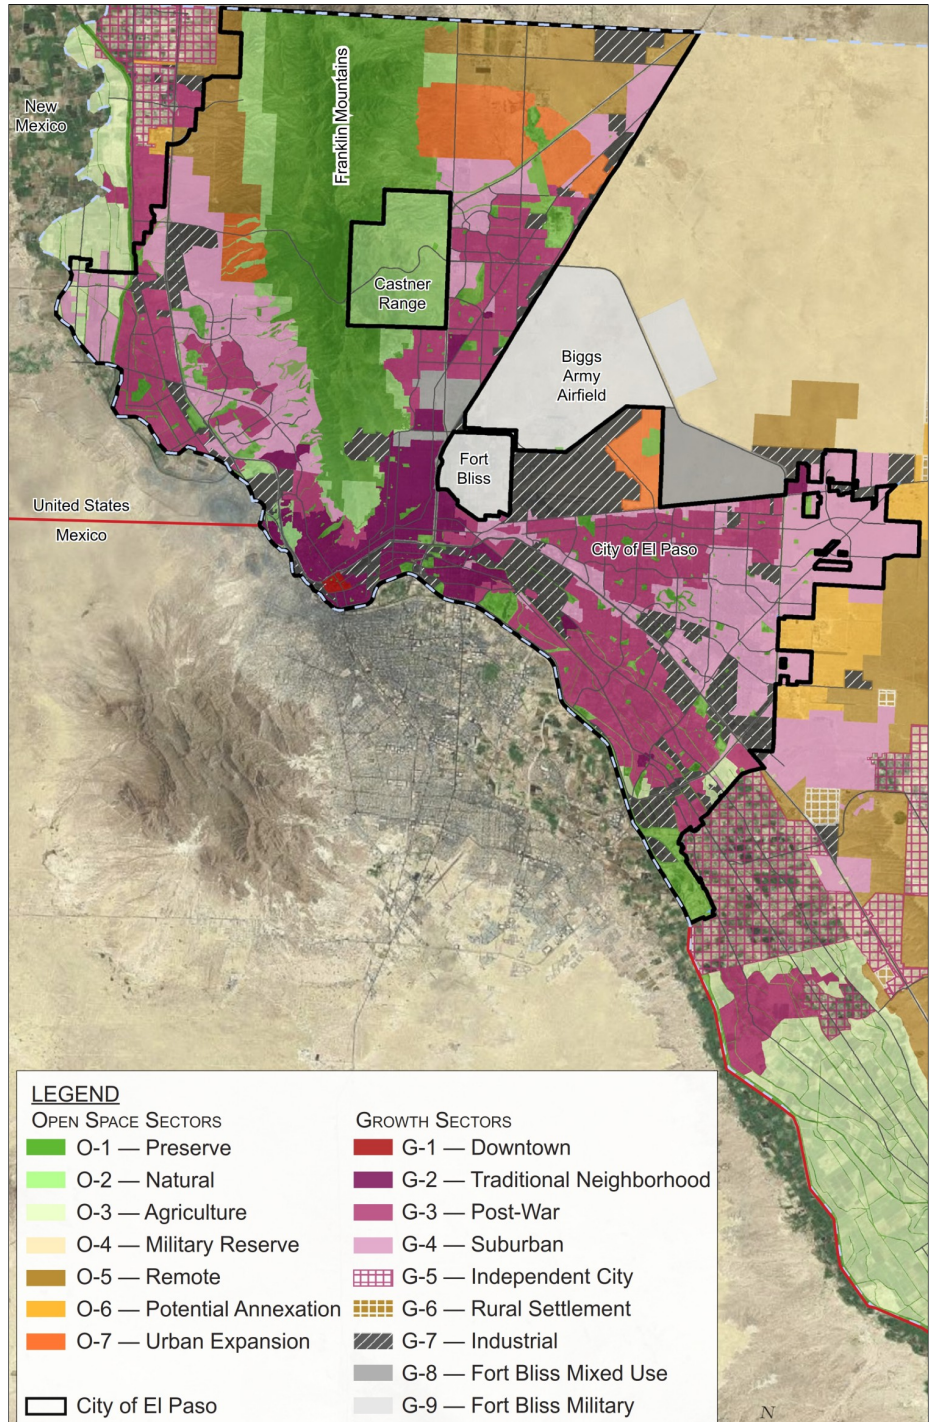 Franklin Mountains
New
Mexico
Castner
Range
Biggs
Army
Airfield
Fort
Bliss
United States
Mexico
City of El Paso
LEGEND
OPEN SPACE SECTORS
O-1 — Preserve
O-2 — Natural
O-3 — Agriculture
O-4 — Military Reserve
O-5 — Remote
O-6 — Potential Annexation
O-7 — Urban Expansion
City of El Paso
GROWTH SECTORS
G-1 — Downtown
G-2 — Traditional Neighborhood
G-3 — Post-War
G-4 — Suburban
G-5 — Independent City
G-6 — Rural Settlement
G-7 — Industrial
G-8 — Fort Bliss Mixed Use
G-9 — Fort Bliss Military
N